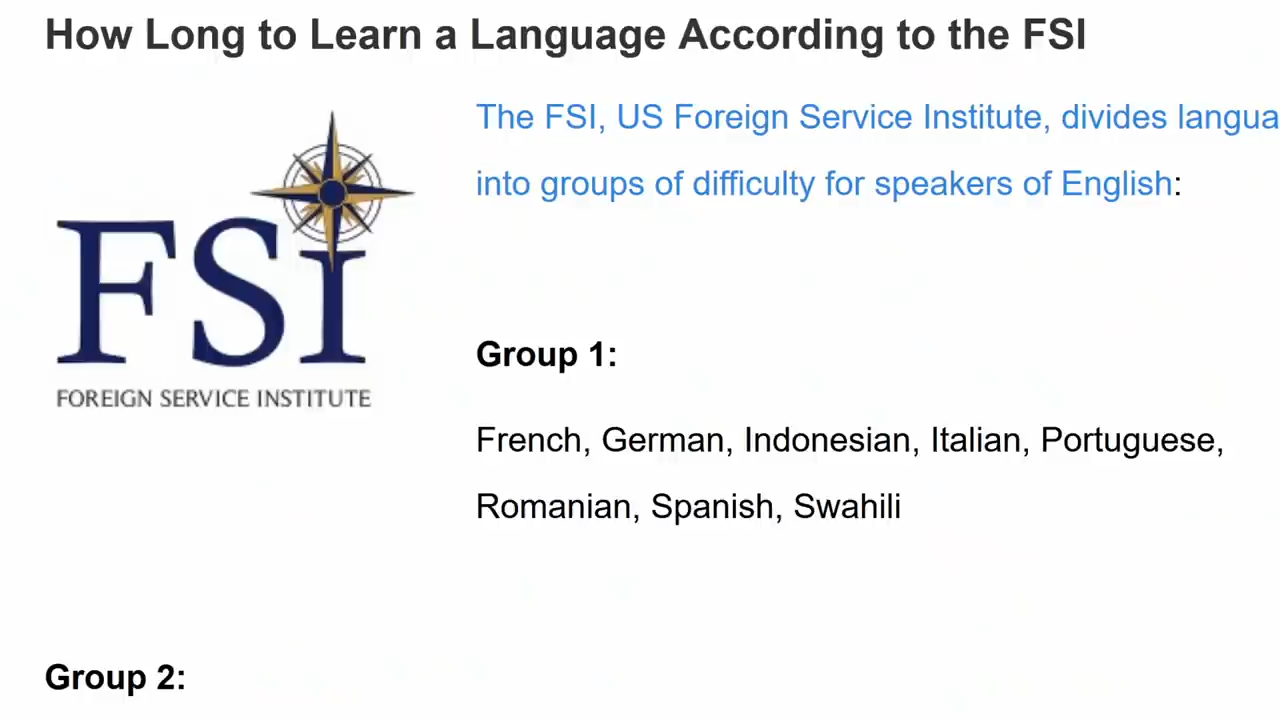 How Long to Learn a Language According to the FSI
The FSI, US Foreign Service Institute, divides langua
into groups of difficulty for speakers of English:
FSI
FOREIGN SERVICE INSTITUTE
Group 1:
French, German, Indonesian, Italian, Portuguese,
Romanian, Spanish, Swahili
Group 2: